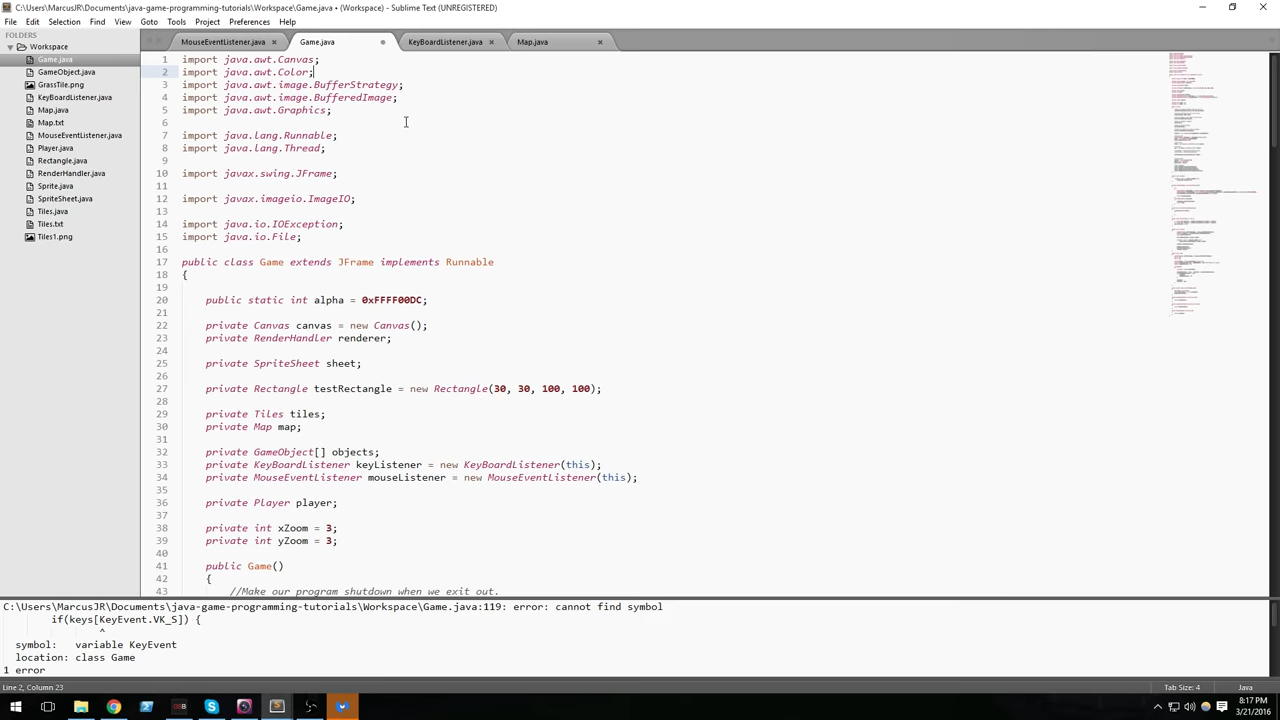 C:\Users\MarcusJR\Documents\java-game-programming-tutorials\Workspace\Game.java • (Workspace) - Sublime Text (UNREGISTERED)
File Edit Selection Find View Goto Tools Project Preferences Help
FOLDERS
Workspace
Game.java
GameObject.java
GrassTile.png
KeyBoardListener.java
Map.java
Map.txt
MouseEventListener.java
Player.java
Rectangle.java
RenderHandler.java
Sprite.java
SpriteSheet.java
Tiles.java
Tiles.txt
Tiles1.png
MouseEventListener.java × Game.java • KeyBoardListener.java × Map.java ×
1 import java.awt.Canvas;
2 import java.awt.Color;
3 import java.awt.image.BufferStrategy;
4 import java.awt.image.BufferedImage;
5 import java.awt.Graphics;
6
7 import java.lang.Runnable;
8 import java.lang.Thread;
9
10 import javax.swing.JFrame;
11
12 import javax.imageio.ImageIO;
13
14 import java.io.IOException;
15 import java.io.File;
16
17 public class Game extends JFrame implements Runnable
18 {
19
20 public static int alpha = 0xFFFF00DC;
21
22 private Canvas canvas = new Canvas();
23 private RenderHandler renderer;
24
25 private SpriteSheet sheet;
26
27 private Rectangle testRectangle = new Rectangle(30, 30, 100, 100);
28
29 private Tiles tiles;
30 private Map map;
31
32 private GameObject[] objects;
33 private KeyBoardListener keyListener = new KeyBoardListener(this);
34 private MouseEventListener mouseListener = new MouseEventListener(this);
35
36 private Player player;
37
38 private int xZoom = 3;
39 private int yZoom = 3;
40
41 public Game()
42 {
43 //Make our program shutdown when we exit out.
C:\Users\MarcusJR\Documents\java-game-programming-tutorials\Workspace\Game.java:119: error: cannot find symbol
if(keys[KeyEvent.VK_S]) {
^
symbol: variable KeyEvent
location: class Game
1 error
Line 2, Column 23 Tab Size: 4 Java
8:17 PM
3/21/2016